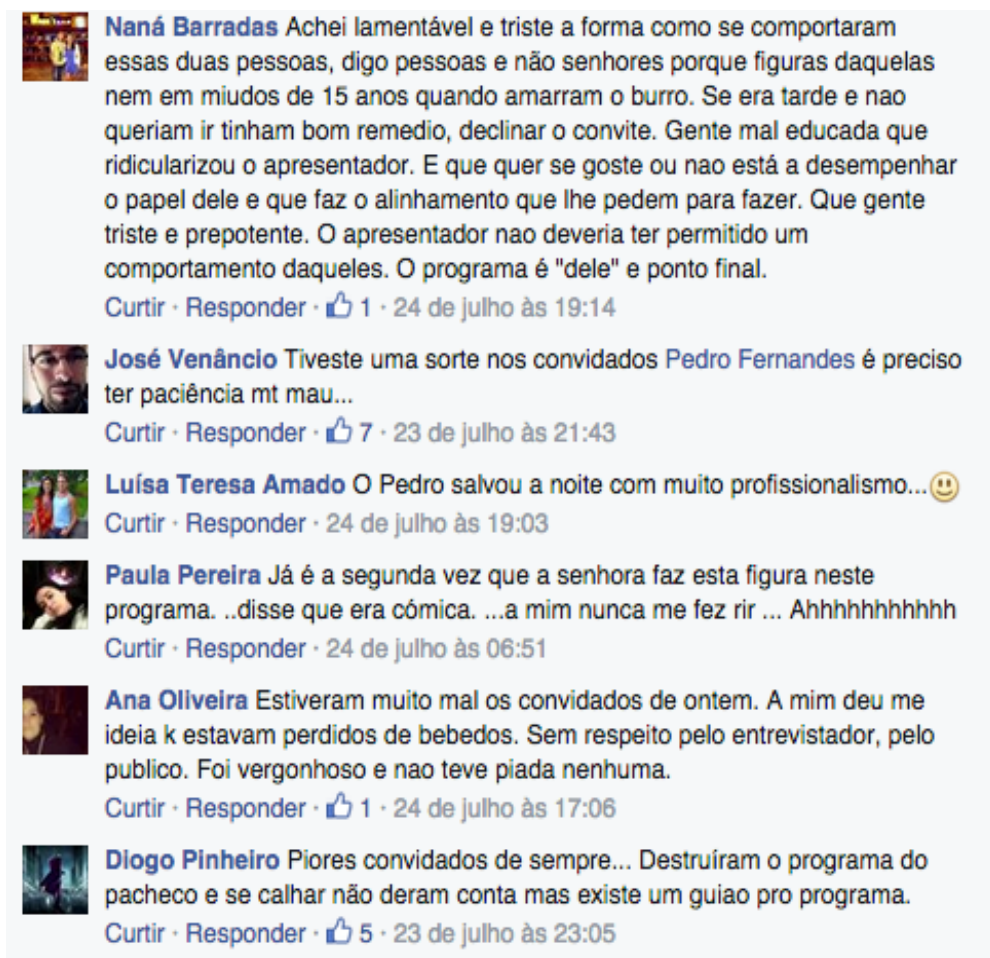 Naná Barradas Achei lamentável e triste a forma como se comportaram
essas duas pessoas, digo pessoas e não senhores porque figuras daquelas
nem em miudos de 15 anos quando amarram o burro. Se era tarde e nao
queriam ir tinham bom remedio, declinar o convite. Gente mal educada que
ridicularizou o apresentador. E que quer se goste ou nao está a desempenhar
o papel dele e que faz o alinhamento que lhe pedem para fazer. Que gente
triste e prepotente. O apresentador nao deveria ter permitido um
comportamento daqueles. O programa é "dele" e ponto final.
Curtir · Responder · 1 · 24 de julho às 19:14
José Venâncio Tiveste uma sorte nos convidados Pedro Fernandes é preciso
ter paciência mt mau...
Curtir · Responder · 7 · 23 de julho às 21:43
Luísa Teresa Amado O Pedro salvou a noite com muito profissionalismo...
Curtir · Responder · 24 de julho às 19:03
Paula Pereira Já é a segunda vez que a senhora faz esta figura neste
programa. ..disse que era cómica. ...a mim nunca me fez rir ... Ahhhhhhhhhhh
Curtir · Responder · 24 de julho às 06:51
Ana Oliveira Estiveram muito mal os convidados de ontem. A mim deu me
ideia k estavam perdidos de bebedos. Sem respeito pelo entrevistador, pelo
publico. Foi vergonhoso e nao teve piada nenhuma.
Curtir · Responder · 1 · 24 de julho às 17:06
Diogo Pinheiro Piores convidados de sempre... Destruíram o programa do
pacheco e se calhar não deram conta mas existe um guiao pro programa.
Curtir · Responder · 5 · 23 de julho às 23:05